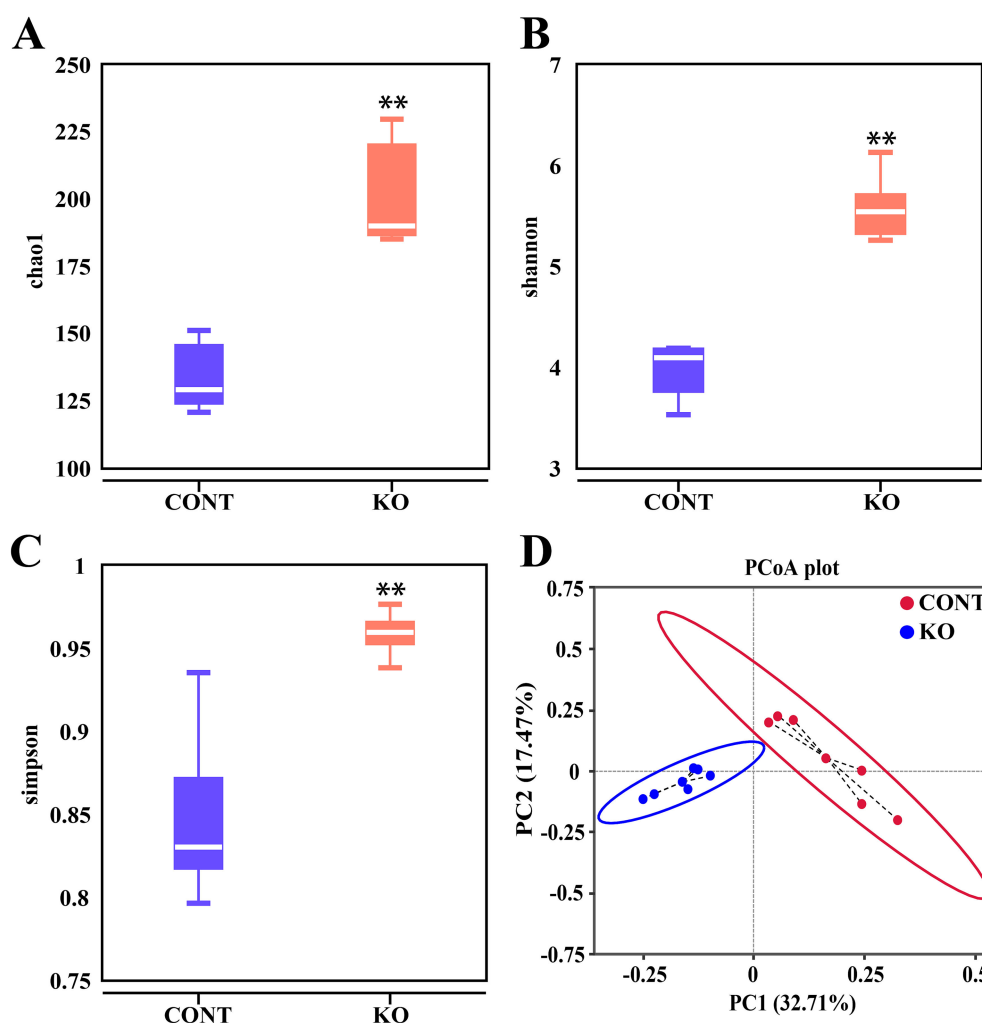 A
250
225
200
175
150
125
100
chao1
**
CONT KO
B
7
6
5
4
3
shannon
**
CONT KO
C
1
0.95
0.9
0.85
0.8
0.75
simpson
**
CONT KO
D
PCoA plot
CONT
KO
0.75
0.5
0.25
0
-0.25
-0.5
-0.75
PC2 (17.47%)
-0.25 0 0.25 0.5
PC1 (32.71%)